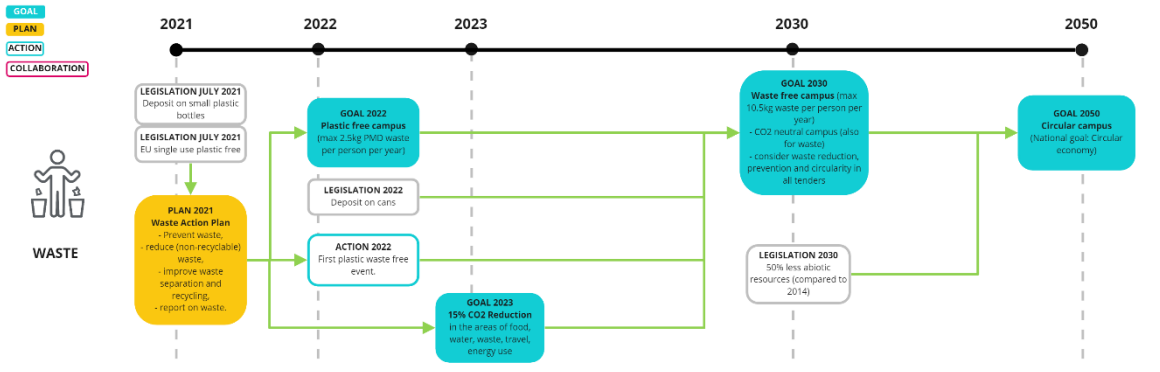 GOAL
PLAN
ACTION
COLLABORATION
2021
2022
2023
2030
2050
LEGISLATION JULY 2021
Deposit on small plastic
bottles
LEGISLATION JULY 2021
EU single use plastic free
WASTE
PLAN 2021
Waste Action Plan
- Prevent waste,
- reduce (non-recyclable)
waste,
- improve waste
separation and
recycling,
- report on waste.
GOAL 2022
Plastic free campus
(max 2.5kg PMD waste
per person per year)
LEGISLATION 2022
Deposit on cans
ACTION 2022
First plastic waste free
event.
GOAL 2023
15% CO2 Reduction
in the areas of food,
water, waste, travel,
energy use
GOAL 2030
Waste free campus (max
10.5kg waste per person per
year)
- CO2 neutral campus (also
for waste)
- consider waste reduction,
prevention and circularity in
all tenders
LEGISLATION 2030
50% less abiotic
resources (compared to
2014)
GOAL 2050
Circular campus
(National goal: Circular
economy)